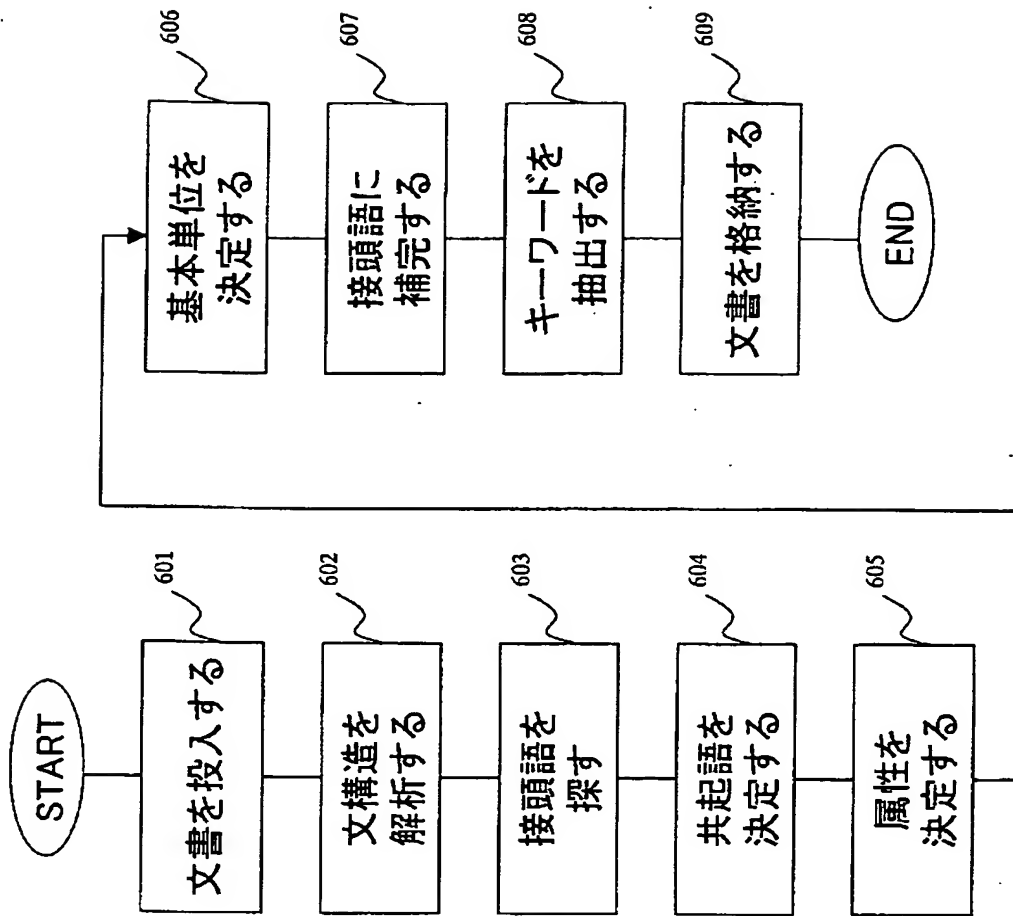 START
601
文書を投入する
602
文構造を
解析する
603
接頭語を
探す
604
共起語を
決定する
605
属性を
決定する
606
基本単位を
決定する
607
接頭語に
補完する
608
キーワードを
抽出する
609
文書を格納する
END